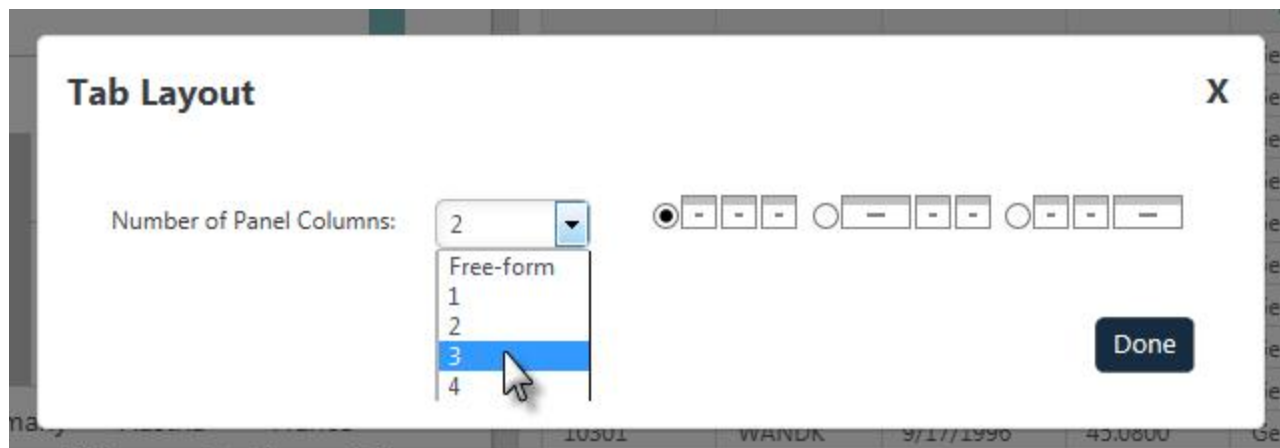 Tab Layout X
Number of Panel Columns: 2
Free-form
1
2
3
4
Done
10301 WANDK 9/17/1996 45.0800